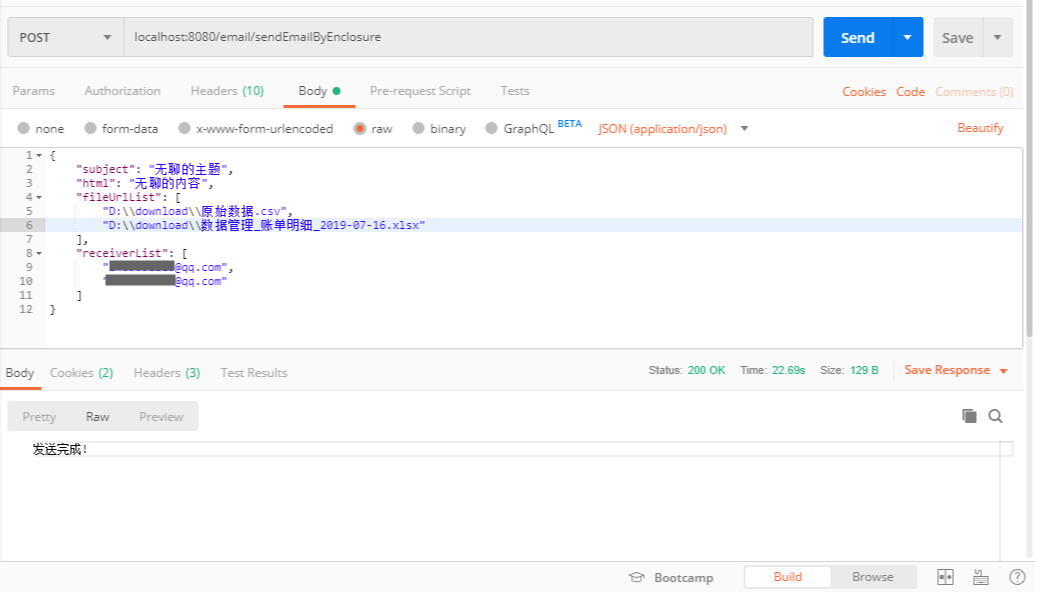 POST localhost:8080/email/sendEmailByEnclosure Send Save
Params Authorization Headers (10) Body Pre-request Script Tests Cookies Code Comments (0)
none form-data x-www-form-urlencoded raw binary GraphQL BETA JSON (application/json) Beautify
1 {
2 "subject": "无聊的主题",
3 "html": "无聊的内容",
4 "fileUrlList": [
5 "D:\\download\\原始数据.csv",
6 "D:\\download\\数据管理_账单明细_2019-07-16.xlsx"
7 ],
8 "receiverList": [
9 "@qq.com",
10 "@qq.com"
11 ]
12 }
Body Cookies (2) Headers (3) Test Results Status: 200 OK Time: 22.69s Size: 129 B Save Response
Pretty Raw Preview
发送完成!
Bootcamp Build Browse